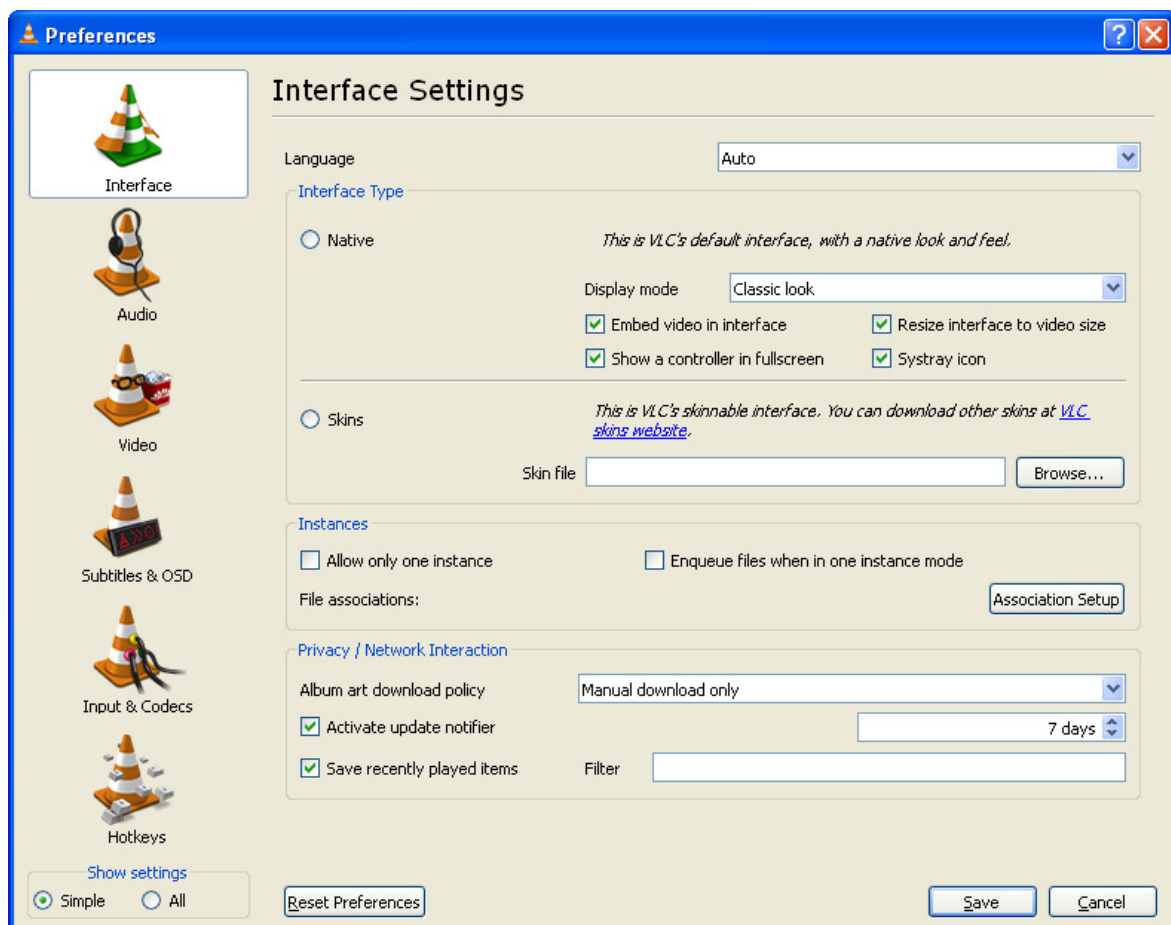 Preferences
Interface
Audio
Video
Subtitles & OSD
Input & Codecs
Hotkeys
Show settings
Simple All
Interface Settings
Language Auto
Interface Type
Native This is VLC's default interface, with a native look and feel.
Display mode Classic look
Embed video in interface Resize interface to video size
Show a controller in fullscreen Systray icon
Skins This is VLC's skinnable interface. You can download other skins at VLC
skins website.
Skin file Browse...
Instances
Allow only one instance Enqueue files when in one instance mode
File associations: Association Setup
Privacy / Network Interaction
Album art download policy Manual download only
Activate update notifier 7 days
Save recently played items Filter
Reset Preferences Save Cancel